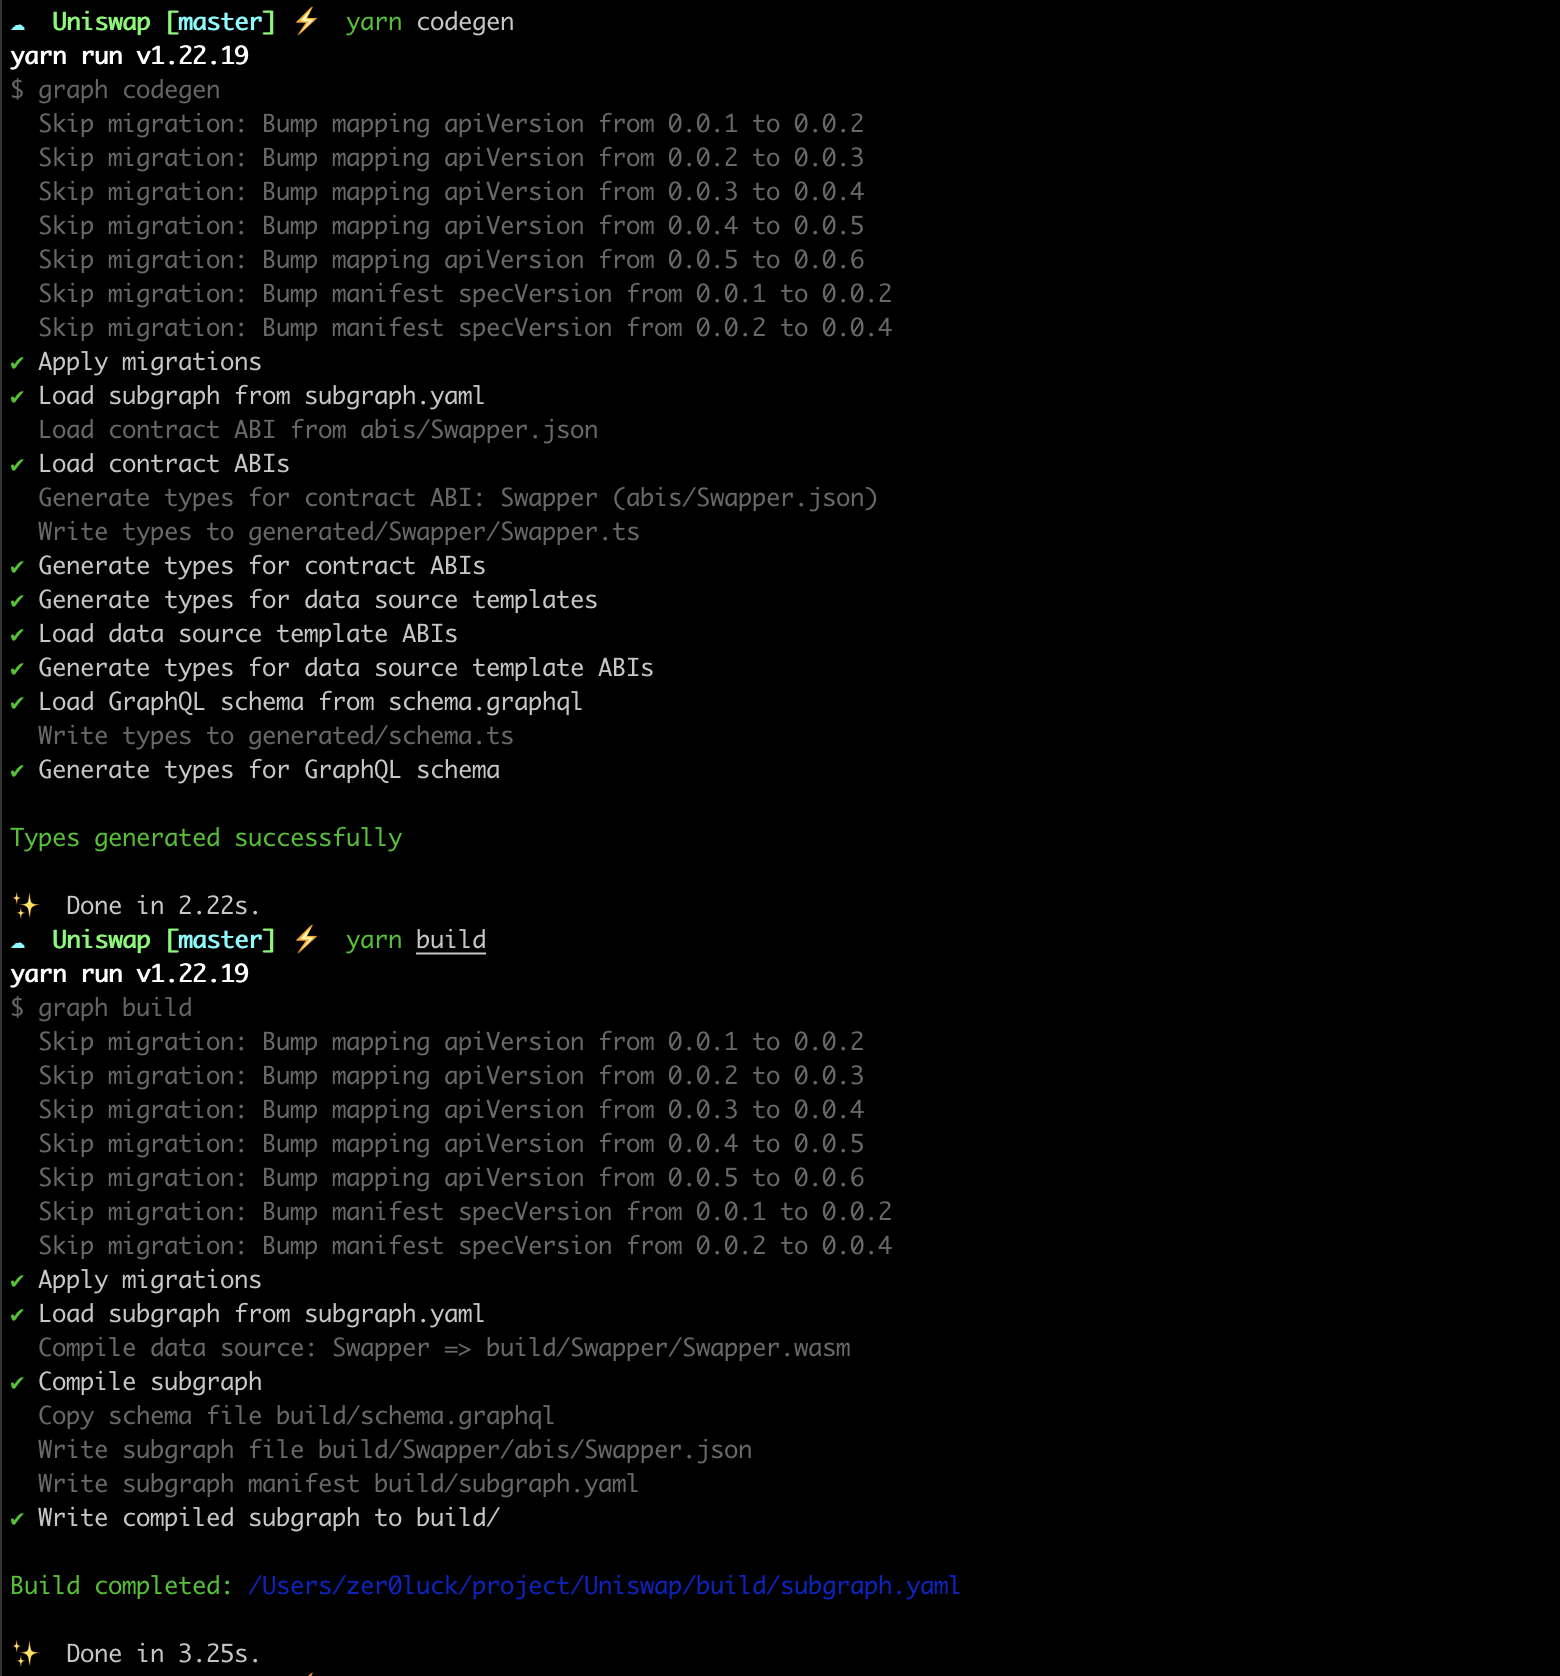 Uniswap [master] ⚡ yarn codegen
yarn run v1.22.19
$ graph codegen
Skip migration: Bump mapping apiVersion from 0.0.1 to 0.0.2
Skip migration: Bump mapping apiVersion from 0.0.2 to 0.0.3
Skip migration: Bump mapping apiVersion from 0.0.3 to 0.0.4
Skip migration: Bump mapping apiVersion from 0.0.4 to 0.0.5
Skip migration: Bump mapping apiVersion from 0.0.5 to 0.0.6
Skip migration: Bump manifest specVersion from 0.0.1 to 0.0.2
Skip migration: Bump manifest specVersion from 0.0.2 to 0.0.4
✔ Apply migrations
✔ Load subgraph from subgraph.yaml
Load contract ABI from abis/Swapper.json
✔ Load contract ABIs
Generate types for contract ABI: Swapper (abis/Swapper.json)
Write types to generated/Swapper/Swapper.ts
✔ Generate types for contract ABIs
✔ Generate types for data source templates
✔ Load data source template ABIs
✔ Generate types for data source template ABIs
✔ Load GraphQL schema from schema.graphql
Write types to generated/schema.ts
✔ Generate types for GraphQL schema
Types generated successfully
✨ Done in 2.22s.
Uniswap [master] ⚡ yarn build
yarn run v1.22.19
$ graph build
Skip migration: Bump mapping apiVersion from 0.0.1 to 0.0.2
Skip migration: Bump mapping apiVersion from 0.0.2 to 0.0.3
Skip migration: Bump mapping apiVersion from 0.0.3 to 0.0.4
Skip migration: Bump mapping apiVersion from 0.0.4 to 0.0.5
Skip migration: Bump mapping apiVersion from 0.0.5 to 0.0.6
Skip migration: Bump manifest specVersion from 0.0.1 to 0.0.2
Skip migration: Bump manifest specVersion from 0.0.2 to 0.0.4
✔ Apply migrations
✔ Load subgraph from subgraph.yaml
Compile data source: Swapper => build/Swapper/Swapper.wasm
✔ Compile subgraph
Copy schema file build/schema.graphql
Write subgraph file build/Swapper/abis/Swapper.json
Write subgraph manifest build/subgraph.yaml
✔ Write compiled subgraph to build/
Build completed: /Users/zer0luck/project/Uniswap/build/subgraph.yaml
✨ Done in 3.25s.